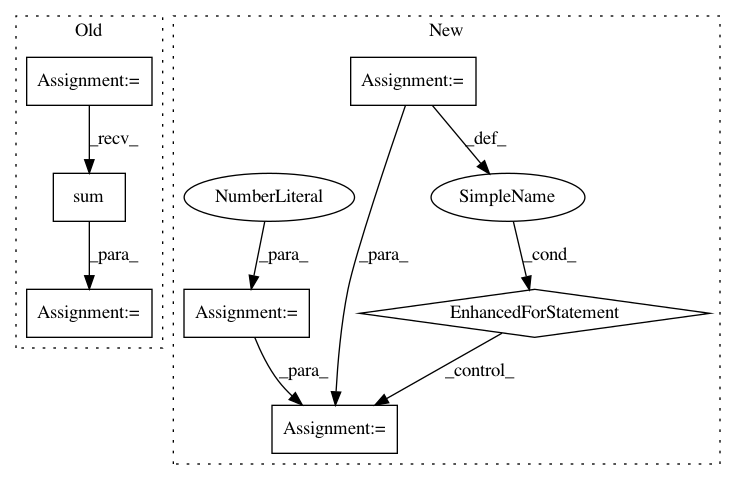 Old
New
Assignment:=
Assignment:=
_recv_
_def_
sum
NumberLiteral
SimpleName
_para_
_para_
_para_
_cond_
Assignment:=
Assignment:=
EnhancedForStatement
_para_
_control_
Assignment:=